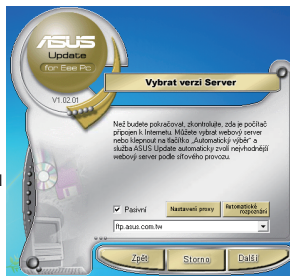 ASUS
Update
for Eee Pc
V1.02.01
Vybrat verzi Server
Než budete pokračovat, zkontrolujte, zda je počítač
připojen k Internetu. Můžete vybrat webový server
nebo klepnout na tlačítko „Automatický výběr" a
služba ASUS Update automaticky zvolí nejvhodnější
webový server podle síťového provozu.
Pasivní
Nastavení proxy
Automatické
rozpoznání
ftp.asus.com.tw
Zpět
Storno
Další